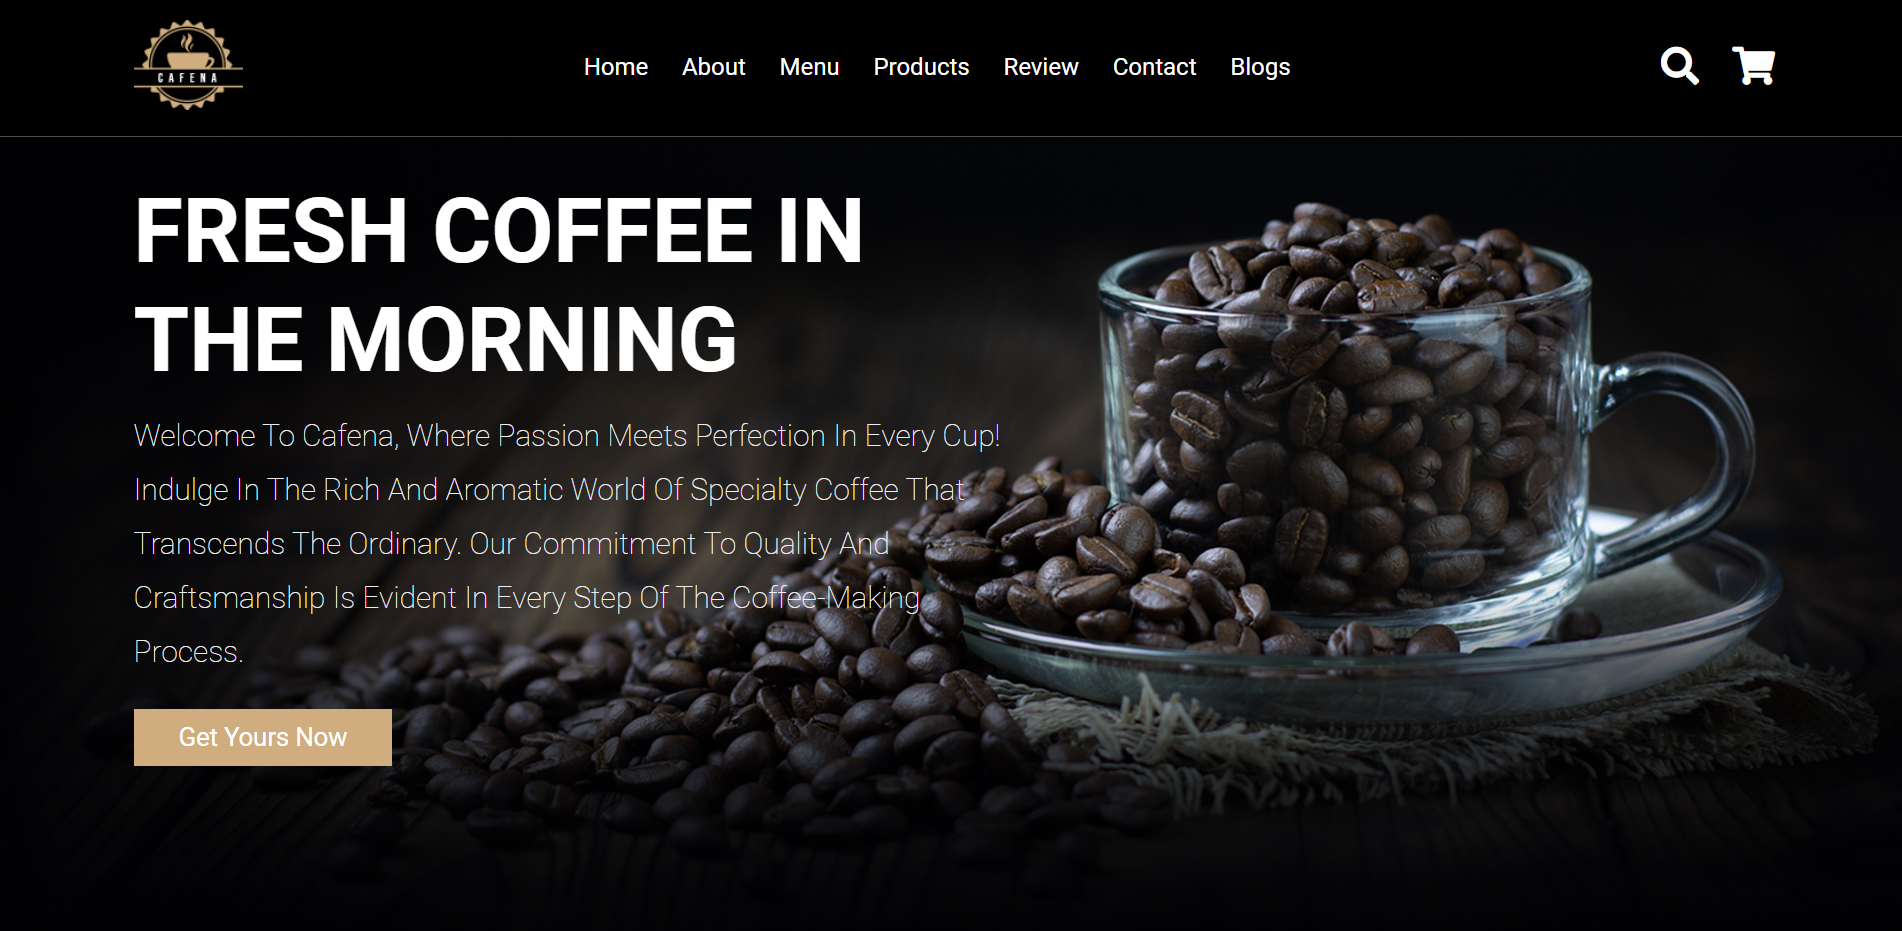 CAFENA
Home About Menu Products Review Contact Blogs
FRESH COFFEE IN
THE MORNING
Welcome To Cafena, Where Passion Meets Perfection In Every Cup!
Indulge In The Rich And Aromatic World Of Specialty Coffee That
Transcends The Ordinary. Our Commitment To Quality And
Craftsmanship Is Evident In Every Step Of The Coffee-Making
Process.
Get Yours Now